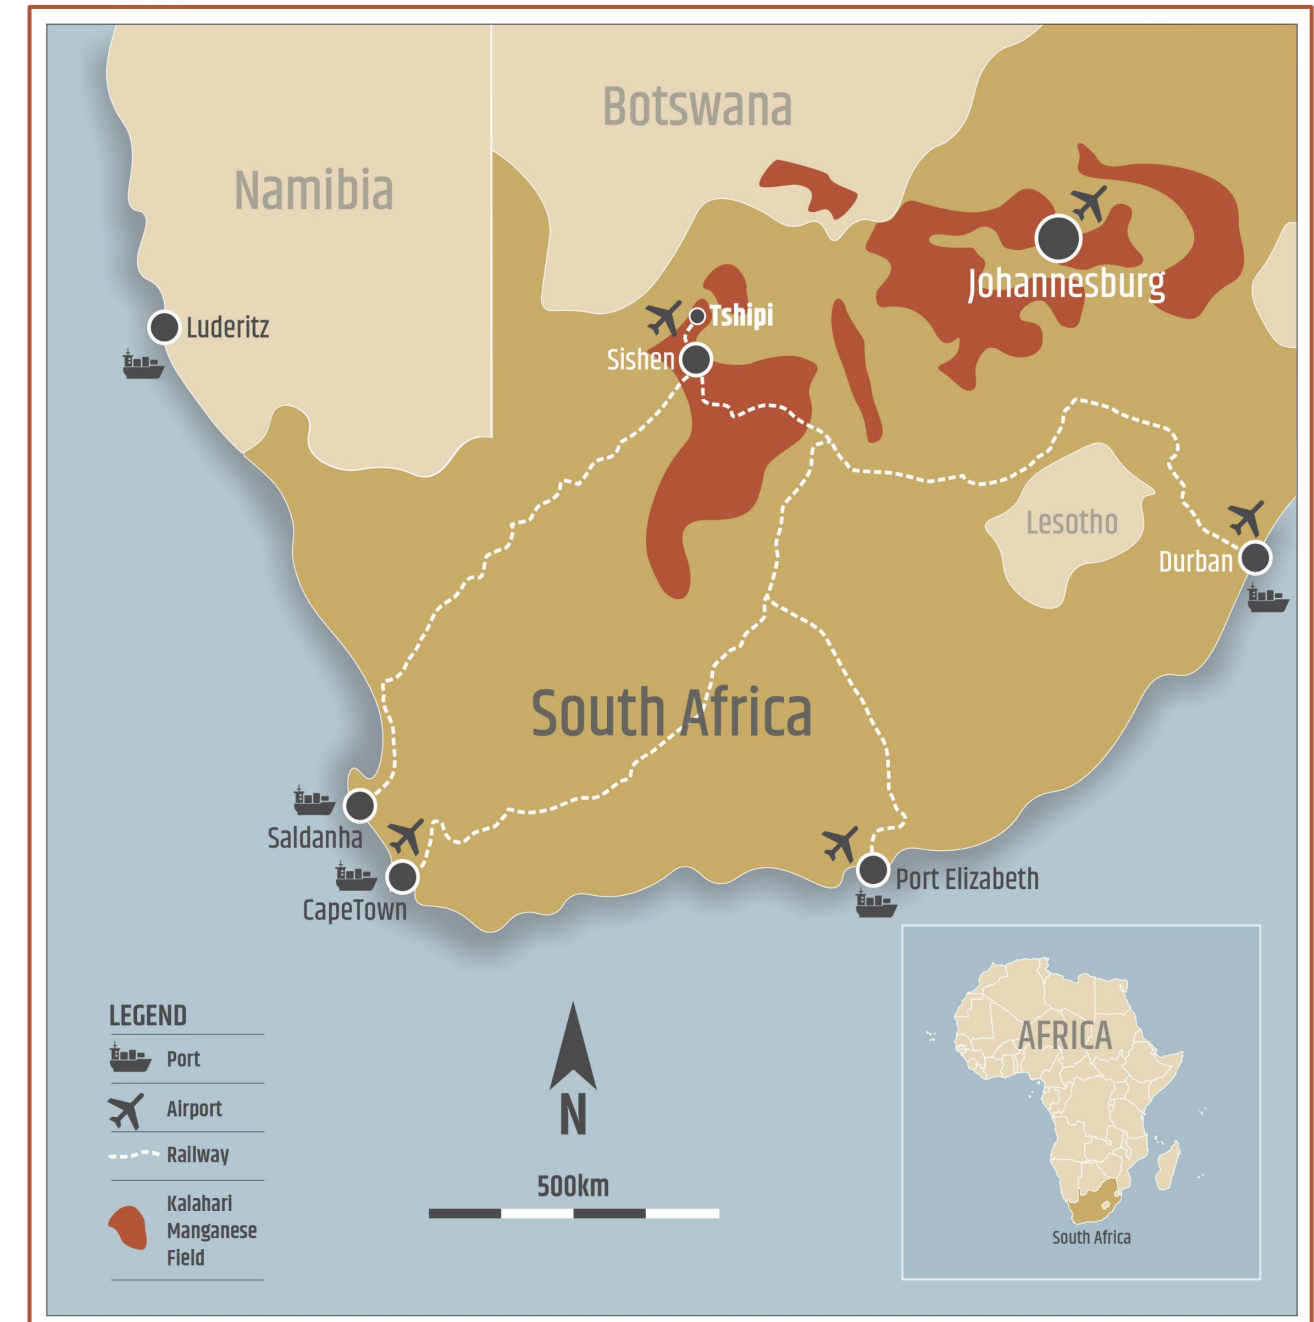 Botswana
Namibia
Johannesburg
Tshipi
Luderitz
Sishen
Lesotho
Durban
South Africa
Saldanha
CapeTown
Port Elizabeth
LEGEND
Port
Airport
Railway
Kalahari
Manganese
Field
N
500km
AFRICA
South Africa